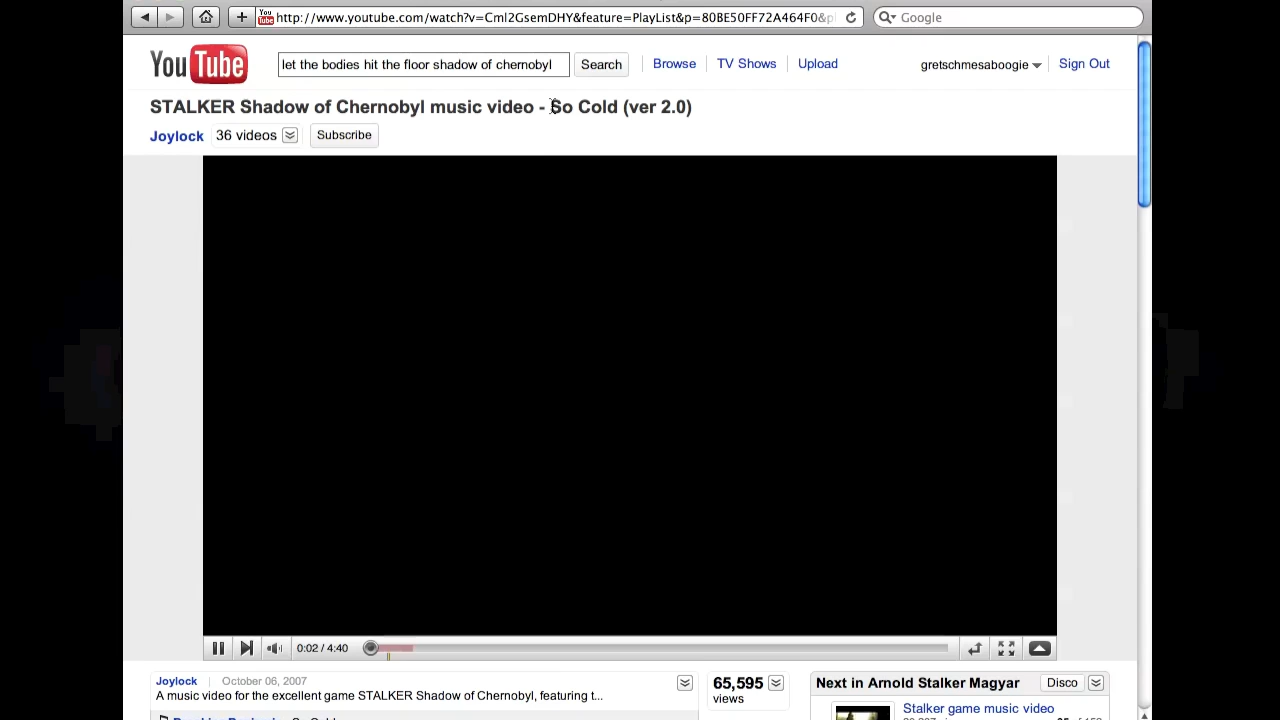 http://www.youtube.com/watch?v=Cml2GsemDHY&feature=PlayList&p=80BE50FF72A464F0&p
Google
YouTube
let the bodies hit the floor shadow of chernobyl
Search
Browse
TV Shows
Upload
gretschmesaboogie
Sign Out
STALKER Shadow of Chernobyl music video - So Cold (ver 2.0)
Joylock
36 videos
Subscribe
0:02 / 4:40
Joylock
October 06, 2007
A music video for the excellent game STALKER Shadow of Chernobyl, featuring t...
65,595
views
Next in Arnold Stalker Magyar
Disco
Stalker game music video